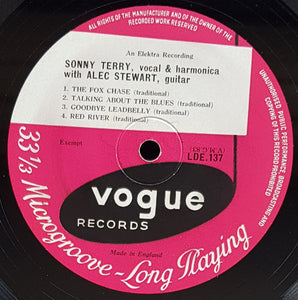 ALL RIGHTS OF THE MANUFACTURER AND OF THE OWNER OF THE
RECORDED WORK RESERVED
UNAUTHORISED PUBLIC PERFORMANCE, BROADCASTING AND
COPYING OF THIS RECORD PROHIBITED
An Elektra Recording
SONNY TERRY, vocal & harmonica
with ALEC STEWART, guitar
1. THE FOX CHASE (traditional)
2. TALKING ABOUT THE BLUES (traditional)
3. GOODBYE LEADBELLY (traditional)
4. RED RIVER (traditional)
Exempt
LDE.137
vogue
RECORDS
Made in England
33 1/3 Microgroove - Long Playing